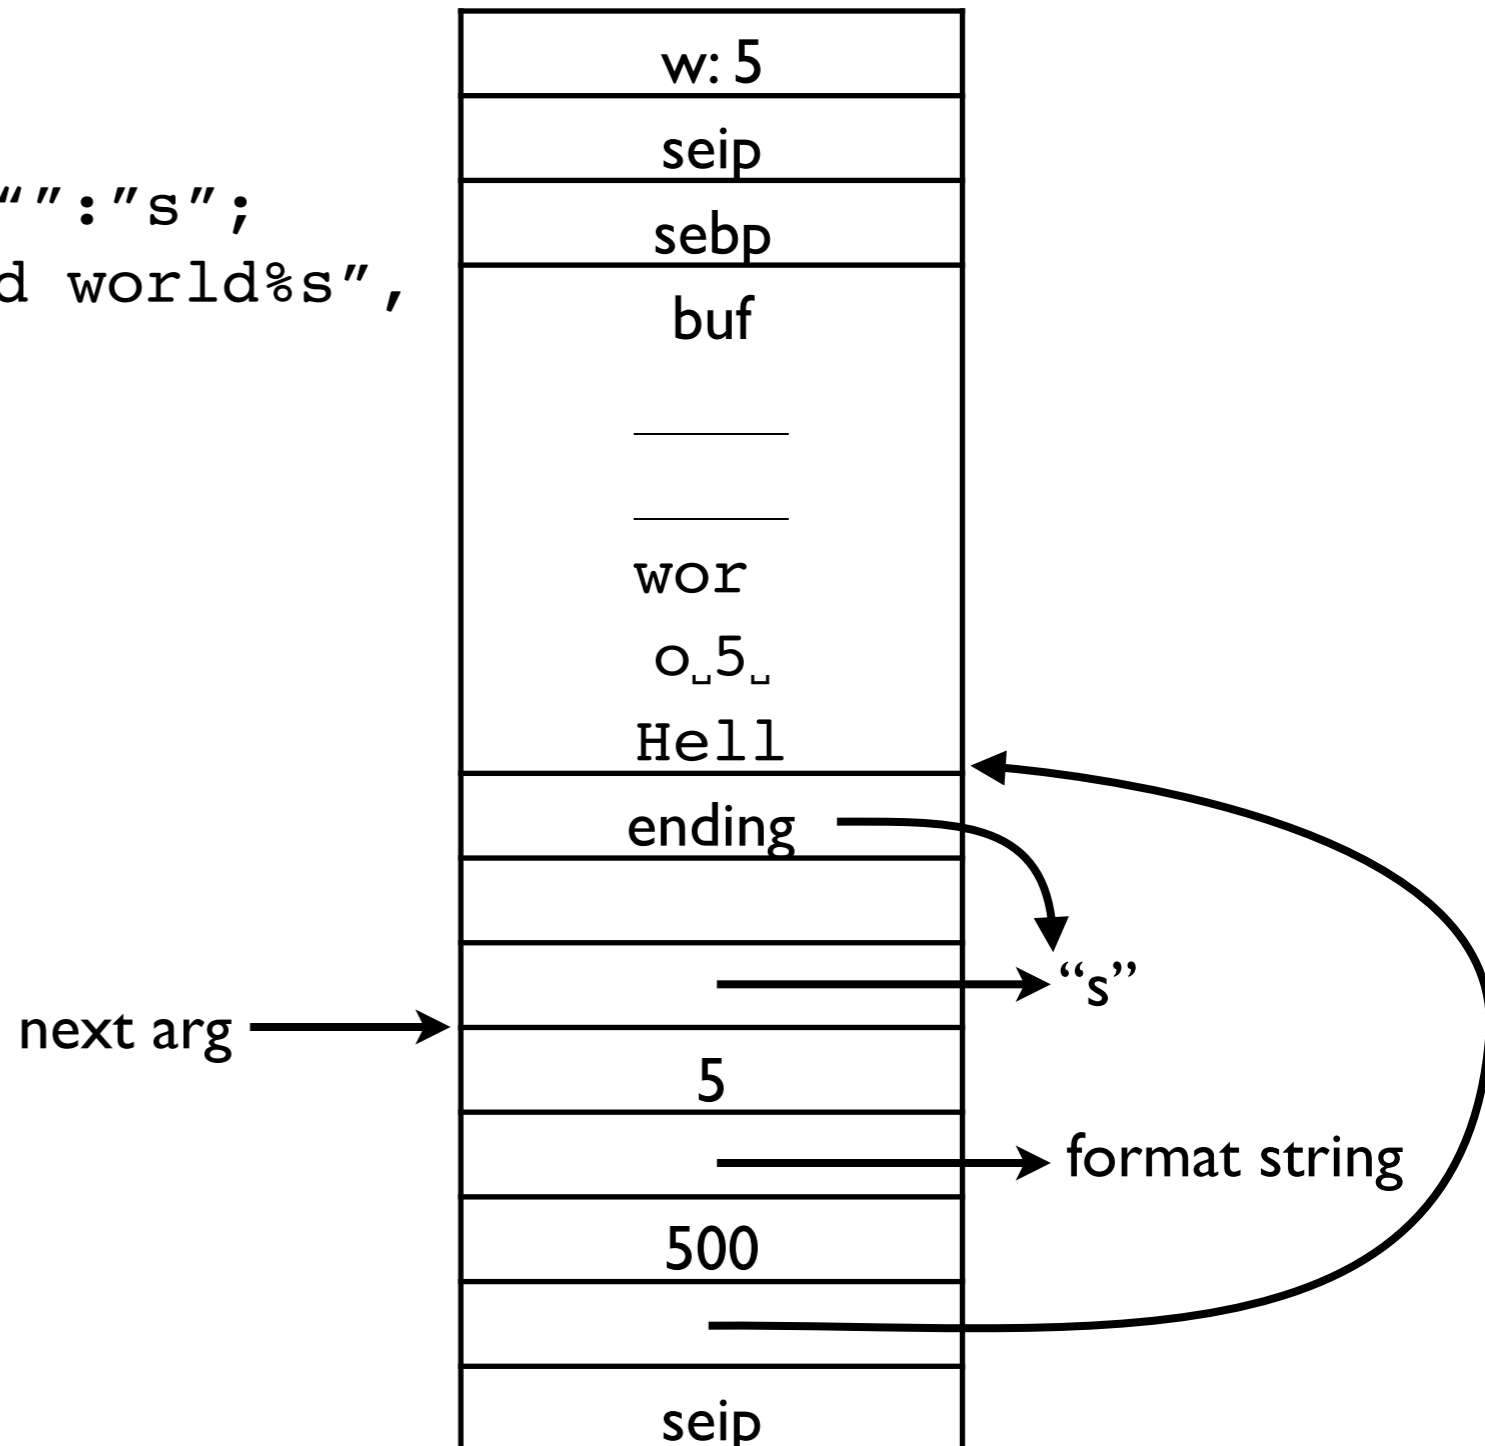 w: 5
seip
“”:”s”;
sebp
d world%s”,
buf
wor
o␣5␣
Hell
ending
“s”
next arg
5
format string
500
seip